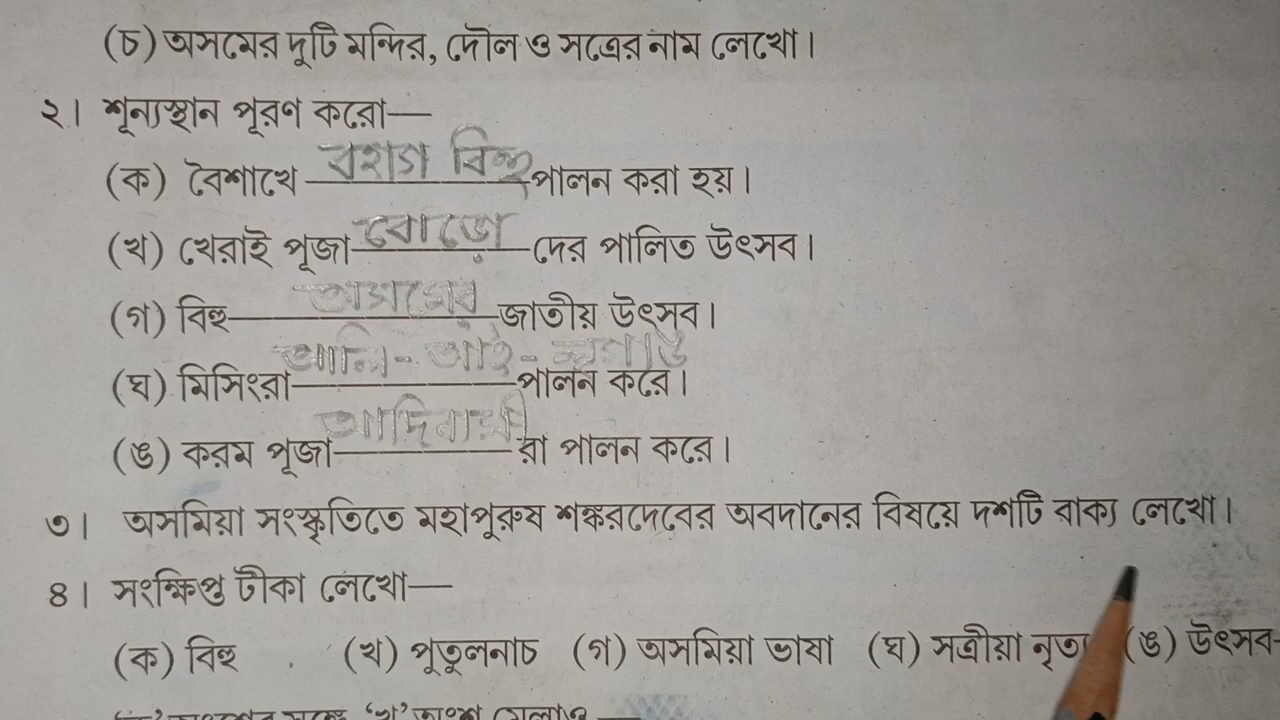 (চ) অসমের দুটি মন্দির, দৌল ও সত্রের নাম লেখো।
২। শূন্যস্থান পূরণ করো—
(ক) বৈশাখে বহাগ বিহু পালন করা হয়।
(খ) খেরাই পূজা বোড়ো দের পালিত উৎসব।
(গ) বিহু অসমের জাতীয় উৎসব।
(ঘ) মিসিংরা আলি-আই-লৃগাঙ পালন করে।
(ঙ) করম পূজা আদিবাসী রা পালন করে।
৩। অসমিয়া সংস্কৃতিতে মহাপুরুষ শঙ্করদেবের অবদানের বিষয়ে দশটি বাক্য লেখো।
৪। সংক্ষিপ্ত টীকা লেখো—
(ক) বিহু (খ) পুতুলনাচ (গ) অসমিয়া ভাষা (ঘ) সত্রীয়া নৃত্য (ঙ) উৎসব-